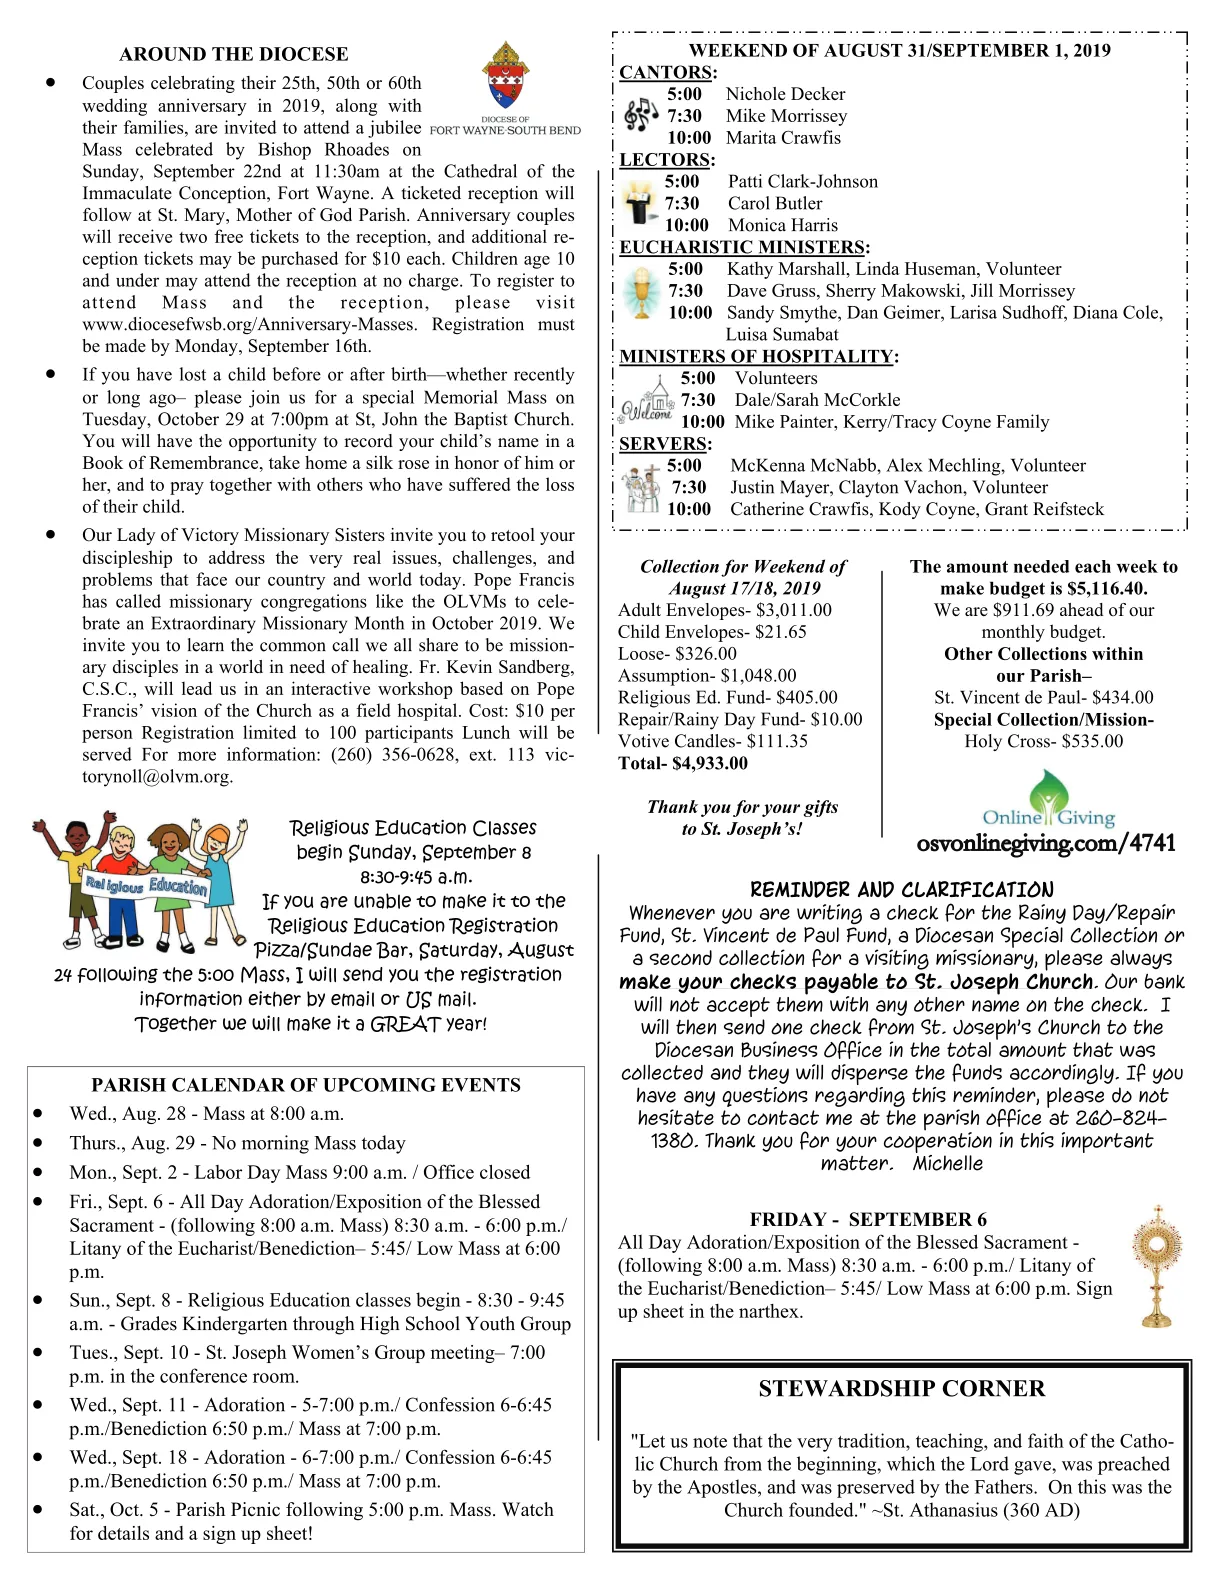 AROUND THE DIOCESE
DIOCESE OF
FORT WAYNE-SOUTH BEND
● Couples celebrating their 25th, 50th or 60th
wedding anniversary in 2019, along with
their families, are invited to attend a jubilee
Mass celebrated by Bishop Rhoades on
Sunday, September 22nd at 11:30am at the Cathedral of the
Immaculate Conception, Fort Wayne. A ticketed reception will
follow at St. Mary, Mother of God Parish. Anniversary couples
will receive two free tickets to the reception, and additional re-
ception tickets may be purchased for $10 each. Children age 10
and under may attend the reception at no charge. To register to
attend Mass and the reception, please visit
www.diocesefwsb.org/Anniversary-Masses. Registration must
be made by Monday, September 16th.
● If you have lost a child before or after birth—whether recently
or long ago– please join us for a special Memorial Mass on
Tuesday, October 29 at 7:00pm at St, John the Baptist Church.
You will have the opportunity to record your child's name in a
Book of Remembrance, take home a silk rose in honor of him or
her, and to pray together with others who have suffered the loss
of their child.
● Our Lady of Victory Missionary Sisters invite you to retool your
discipleship to address the very real issues, challenges, and
problems that face our country and world today. Pope Francis
has called missionary congregations like the OLVMs to cele-
brate an Extraordinary Missionary Month in October 2019. We
invite you to learn the common call we all share to be mission-
ary disciples in a world in need of healing. Fr. Kevin Sandberg,
C.S.C., will lead us in an interactive workshop based on Pope
Francis' vision of the Church as a field hospital. Cost: $10 per
person Registration limited to 100 participants Lunch will be
served For more information: (260) 356-0628, ext. 113 vic-
torynoll@olvm.org.
Religious Education
Religious Education Classes
begin Sunday, September 8
8:30-9:45 a.m.
If you are unable to make it to the
Religious Education Registration
Pizza/Sundae Bar, Saturday, August
24 following the 5:00 Mass, I will send you the registration
information either by email or US mail.
Together we will make it a GREAT year!
PARISH CALENDAR OF UPCOMING EVENTS
● Wed., Aug. 28 - Mass at 8:00 a.m.
● Thurs., Aug. 29 - No morning Mass today
● Mon., Sept. 2 - Labor Day Mass 9:00 a.m. / Office closed
● Fri., Sept. 6 - All Day Adoration/Exposition of the Blessed
Sacrament - (following 8:00 a.m. Mass) 8:30 a.m. - 6:00 p.m./
Litany of the Eucharist/Benediction– 5:45/ Low Mass at 6:00
p.m.
● Sun., Sept. 8 - Religious Education classes begin - 8:30 - 9:45
a.m. - Grades Kindergarten through High School Youth Group
● Tues., Sept. 10 - St. Joseph Women's Group meeting– 7:00
p.m. in the conference room.
● Wed., Sept. 11 - Adoration - 5-7:00 p.m./ Confession 6-6:45
p.m./Benediction 6:50 p.m./ Mass at 7:00 p.m.
● Wed., Sept. 18 - Adoration - 6-7:00 p.m./ Confession 6-6:45
p.m./Benediction 6:50 p.m./ Mass at 7:00 p.m.
● Sat., Oct. 5 - Parish Picnic following 5:00 p.m. Mass. Watch
for details and a sign up sheet!
WEEKEND OF AUGUST 31/SEPTEMBER 1, 2019
CANTORS:
5:00 Nichole Decker
7:30 Mike Morrissey
10:00 Marita Crawfis
LECTORS:
5:00 Patti Clark-Johnson
7:30 Carol Butler
10:00 Monica Harris
EUCHARISTIC MINISTERS:
5:00 Kathy Marshall, Linda Huseman, Volunteer
7:30 Dave Gruss, Sherry Makowski, Jill Morrissey
10:00 Sandy Smythe, Dan Geimer, Larisa Sudhoff, Diana Cole,
Luisa Sumabat
MINISTERS OF HOSPITALITY:
Welcome
5:00 Volunteers
7:30 Dale/Sarah McCorkle
10:00 Mike Painter, Kerry/Tracy Coyne Family
SERVERS:
5:00 McKenna McNabb, Alex Mechling, Volunteer
7:30 Justin Mayer, Clayton Vachon, Volunteer
10:00 Catherine Crawfis, Kody Coyne, Grant Reifsteck
Collection for Weekend of
August 17/18, 2019
Adult Envelopes- $3,011.00
Child Envelopes- $21.65
Loose- $326.00
Assumption- $1,048.00
Religious Ed. Fund- $405.00
Repair/Rainy Day Fund- $10.00
Votive Candles- $111.35
Total- $4,933.00
Thank you for your gifts
to St. Joseph's!
The amount needed each week to
make budget is $5,116.40.
We are $911.69 ahead of our
monthly budget.
Other Collections within
our Parish–
St. Vincent de Paul- $434.00
Special Collection/Mission-
Holy Cross- $535.00
Online Giving
osvonlinegiving.com/4741
REMINDER AND CLARIFICATION
Whenever you are writing a check for the Rainy Day/Repair
Fund, St. Vincent de Paul Fund, a Diocesan Special Collection or
a second collection for a visiting missionary, please always
make your checks payable to St. Joseph Church. Our bank
will not accept them with any other name on the check. I
will then send one check from St. Joseph's Church to the
Diocesan Business Office in the total amount that was
collected and they will disperse the funds accordingly. If you
have any questions regarding this reminder, please do not
hesitate to contact me at the parish office at 260-824-
1380. Thank you for your cooperation in this important
matter. Michelle
FRIDAY - SEPTEMBER 6
All Day Adoration/Exposition of the Blessed Sacrament -
(following 8:00 a.m. Mass) 8:30 a.m. - 6:00 p.m./ Litany of
the Eucharist/Benediction– 5:45/ Low Mass at 6:00 p.m. Sign
up sheet in the narthex.
STEWARDSHIP CORNER
"Let us note that the very tradition, teaching, and faith of the Catho-
lic Church from the beginning, which the Lord gave, was preached
by the Apostles, and was preserved by the Fathers. On this was the
Church founded." ~St. Athanasius (360 AD)